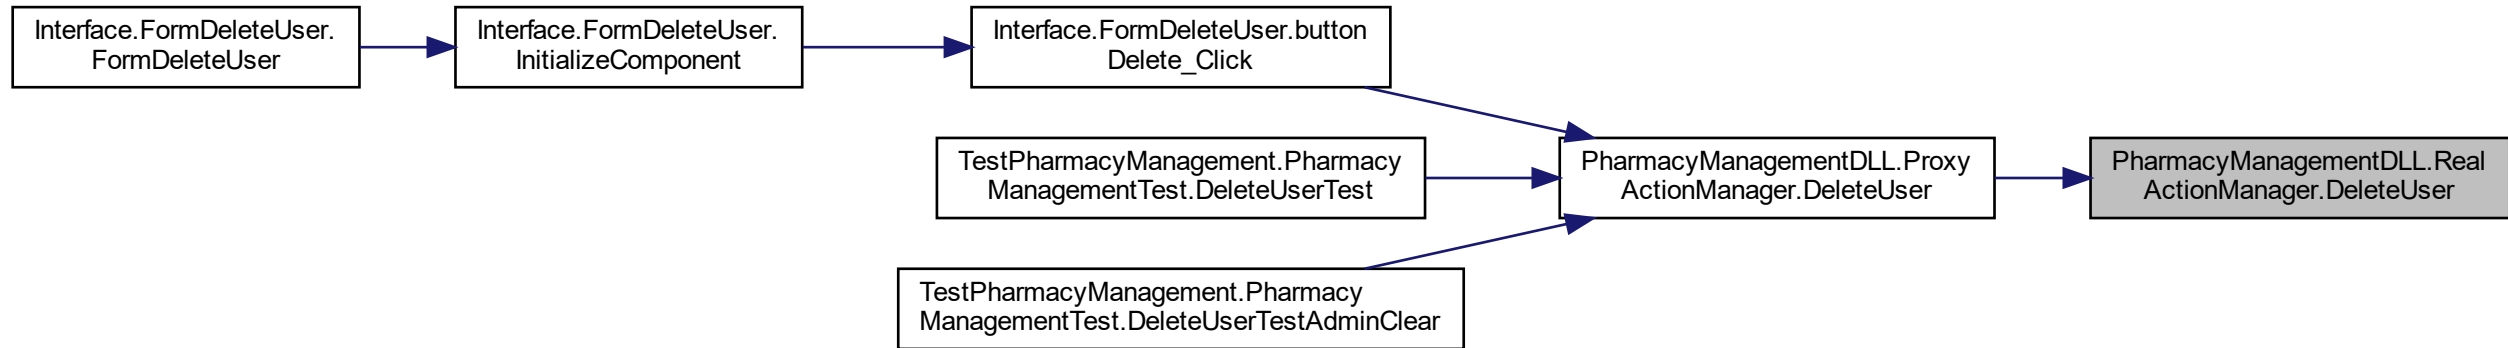 Interface.FormDeleteUser.
FormDeleteUser
Interface.FormDeleteUser.
InitializeComponent
Interface.FormDeleteUser.button
Delete_Click
TestPharmacyManagement.Pharmacy
ManagementTest.DeleteUserTest
TestPharmacyManagement.Pharmacy
ManagementTest.DeleteUserTestAdminClear
PharmacyManagementDLL.Proxy
ActionManager.DeleteUser
PharmacyManagementDLL.Real
ActionManager.DeleteUser